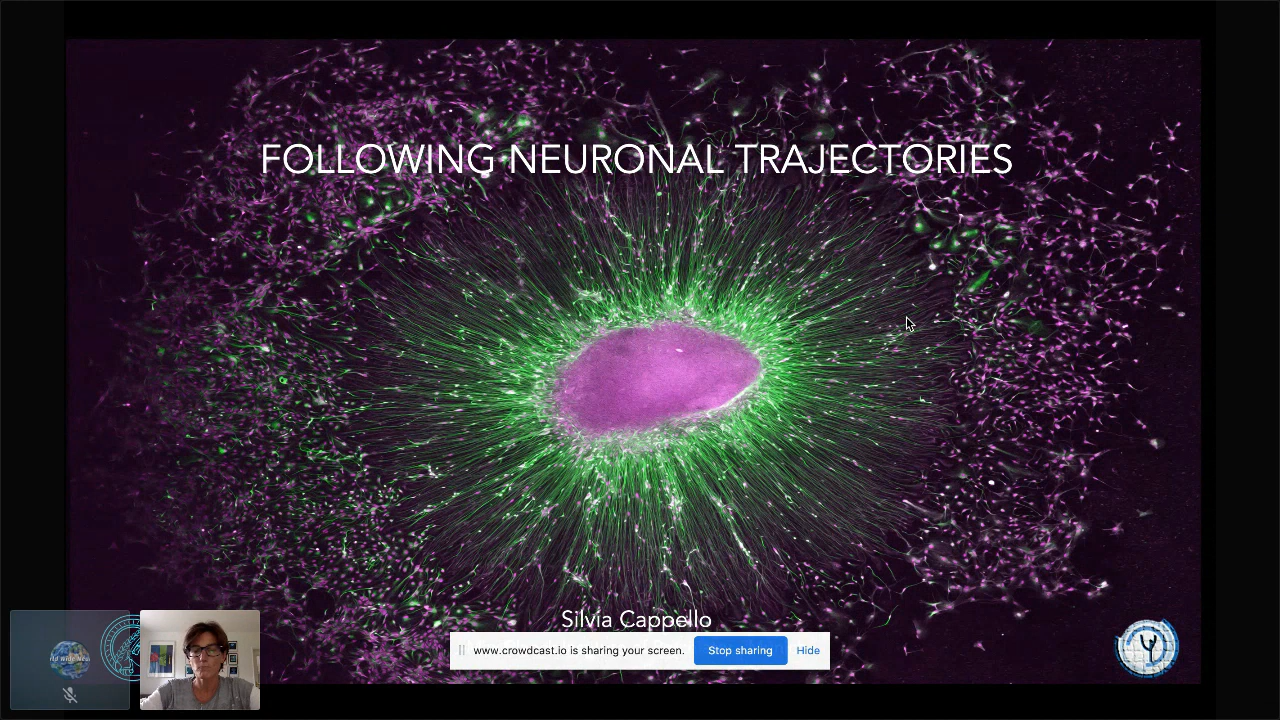 FOLLOWING NEURONAL TRAJECTORIES
Silvia Cappello
www.crowdcast.io is sharing your screen.
Stop sharing
Hide